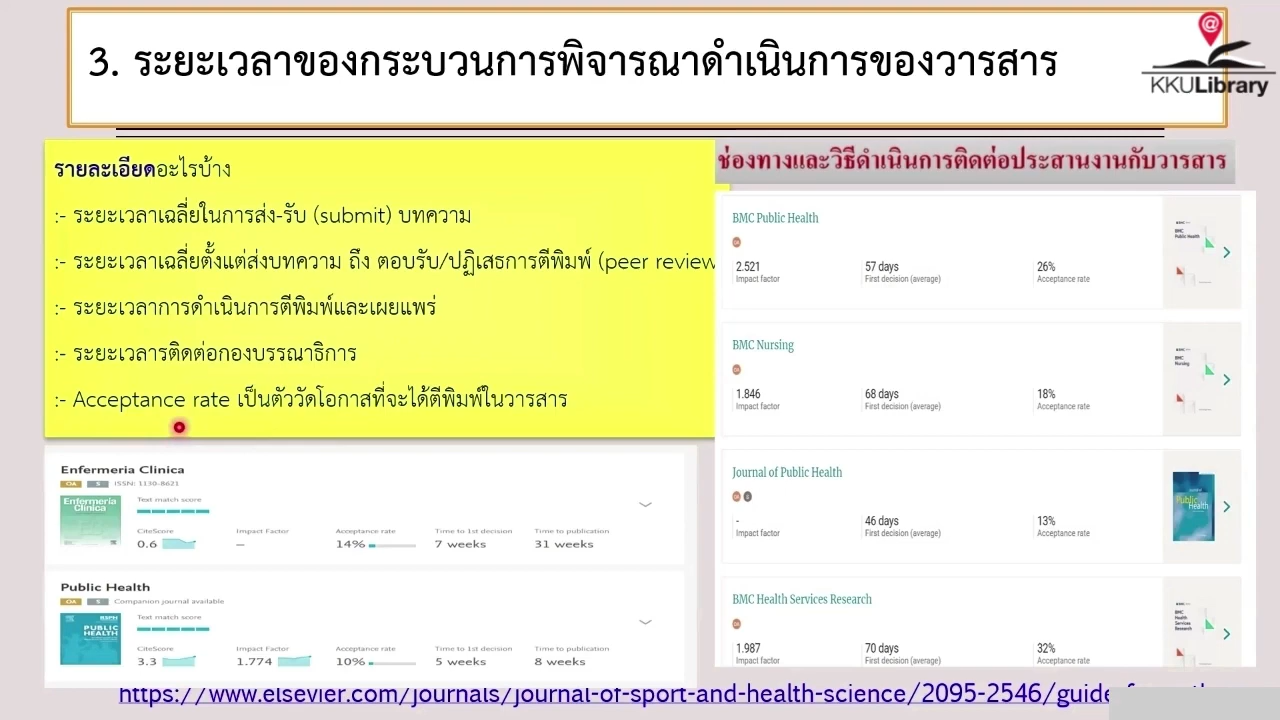 3. ระยะเวลาของกระบวนการพิจารณาดำเนินการของวารสาร
@
KKULibrary
รายละเอียดอะไรบ้าง
:- ระยะเวลาเฉลี่ยในการส่ง-รับ (submit) บทความ
:- ระยะเวลาเฉลี่ยตั้งแต่ส่งบทความ ถึง ตอบรับ/ปฏิเสธการตีพิมพ์ (peer review
:- ระยะเวลาการดำเนินการตีพิมพ์และเผยแพร่
:- ระยะเวลารติดต่อกองบรรณาธิการ
:- Acceptance rate เป็นตัววัดโอกาสที่จะได้ตีพิมพ์ในวารสาร
Enfermeria Clinica
OA S ISSN: 1130-8621
Enfermeria Clinica
Text match score
CiteScore Impact Factor Acceptance rate Time to 1st decision Time to publication
0.6 – 14% 7 weeks 31 weeks
Public Health
OA S Companion journal available
PUBLIC HEALTH
Text match score
CiteScore Impact Factor Acceptance rate Time to 1st decision Time to publication
3.3 1.774 10% 5 weeks 8 weeks
ช่องทางและวิธีดำเนินการติดต่อประสานงานกับวารสาร
BMC Public Health
2.521 57 days 26%
Impact factor First decision (average) Acceptance rate
BMC Public Health
BMC Nursing
1.846 68 days 18%
Impact factor First decision (average) Acceptance rate
BMC Nursing
Journal of Public Health
- 46 days 13%
Impact factor First decision (average) Acceptance rate
Public Health
BMC Health Services Research
1.987 70 days 32%
Impact factor First decision (average) Acceptance rate
BMC Health Services Research
https://www.elsevier.com/journals/journal-of-sport-and-health-science/2095-2546/guide